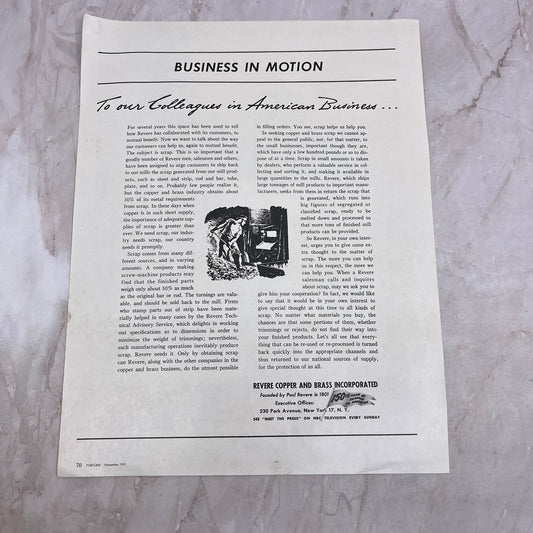 BUSINESS IN MOTION
To our Colleagues in American Business ...
For several years this space has been used to tell
how Revere has collaborated with its customers, to
mutual benefit. Now we want to talk about the way
our customers can help us, again to mutual benefit.
The subject is scrap. This is so important that a
goodly number of Revere men, salesmen and others,
have been assigned to urge customers to ship back
to our mills the scrap generated from our mill prod-
ucts, such as sheet and strip, rod and bar, tube,
plate, and so on. Probably few people realize it,
but the copper and brass industry obtains about
30% of its metal requirements
from scrap. In these days when
copper is in such short supply,
the importance of adequate sup-
plies of scrap is greater than
ever. We need scrap, our indus-
try needs scrap, our country
needs it promptly.
Scrap comes from many dif-
ferent sources, and in varying
amounts. A company making
screw-machine products may
find that the finished parts
weigh only about 50% as much
as the original bar or rod. The turnings are valu-
able, and should be sold back to the mill. Firms
who stamp parts out of strip have been mate-
rially helped in many cases by the Revere Tech-
nical Advisory Service, which delights in working
out specifications as to dimensions in order to
minimize the weight of trimmings; nevertheless,
such manufacturing operations inevitably produce
scrap. Revere needs it. Only by obtaining scrap
can Revere, along with the other companies in the
copper and brass business, do the utmost possible
in filling orders. You see, scrap helps us help you.
In seeking copper and brass scrap we cannot ap-
peal to the general public, nor, for that matter, to
the small businesses, important though they are,
which have only a few hundred pounds or so to dis-
pose of at a time. Scrap in small amounts is taken
by dealers, who perform a valuable service in col-
lecting and sorting it, and making it available in
large quantities to the mills. Revere, which ships
large tonnages of mill products to important manu-
facturers, seeks from them in return the scrap that
is generated, which runs into
big figures of segregated or
classified scrap, ready to be
melted down and processed so
that more tons of finished mill
products can be provided.
So Revere, in your own inter-
est, urges you to give some ex-
tra thought to the matter of
scrap. The more you can help
us in this respect, the more we
can help you. When a Revere
salesman calls and inquires
about scrap, may we ask you to
give him your cooperation? In fact, we would like
to say that it would be in your own interest to
give special thought at this time to all kinds of
scrap. No matter what materials you buy, the
chances are that some portions of them, whether
trimmings or rejects, do not find their way into
your finished products. Let's all see that every-
thing that can be re-used or re-processed is turned
back quickly into the appropriate channels and
thus returned to our national sources of supply,
for the protection of us all.
REVERE COPPER AND BRASS INCORPORATED
Founded by Paul Revere in 1801
Executive Offices:
230 Park Avenue, New York 17, N. Y.
SEE "MEET THE PRESS" ON NBC TELEVISION EVERY SUNDAY
150
70 FORTUNE November 1951